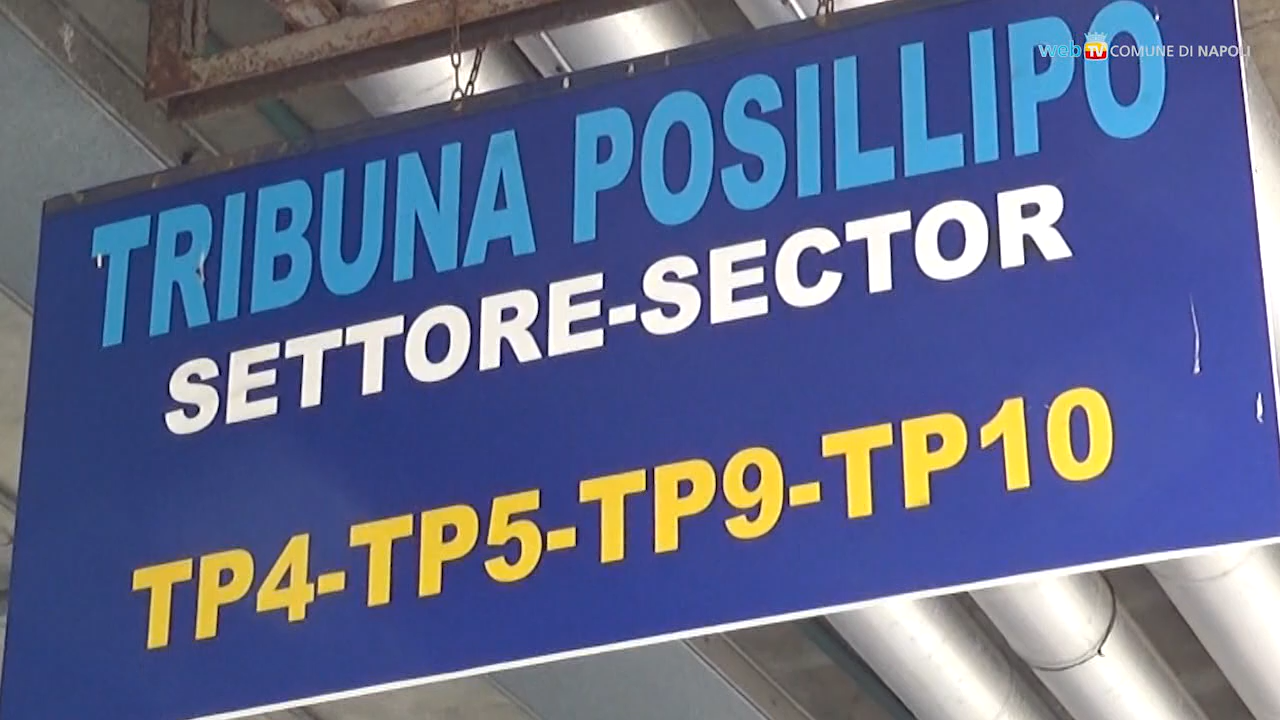 web TV COMUNE DI NAPOLI
TRIBUNA POSILLIPO
SETTORE-SECTOR
TP4-TP5-TP9-TP10